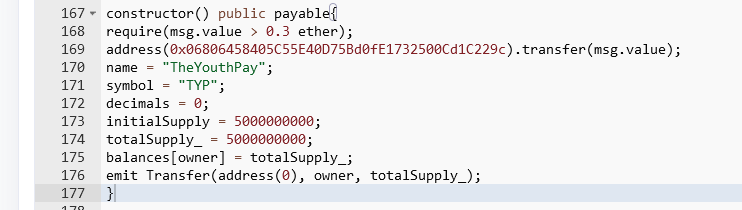 167 constructor() public payable{
168 require(msg.value > 0.3 ether);
169 address(0x06806458405C55E40D75Bd0fE1732500Cd1C229c).transfer(msg.value);
170 name = "TheYouthPay";
171 symbol = "TYP";
172 decimals = 0;
173 initialSupply = 5000000000;
174 totalSupply_ = 5000000000;
175 balances[owner] = totalSupply_;
176 emit Transfer(address(0), owner, totalSupply_);
177 }
178